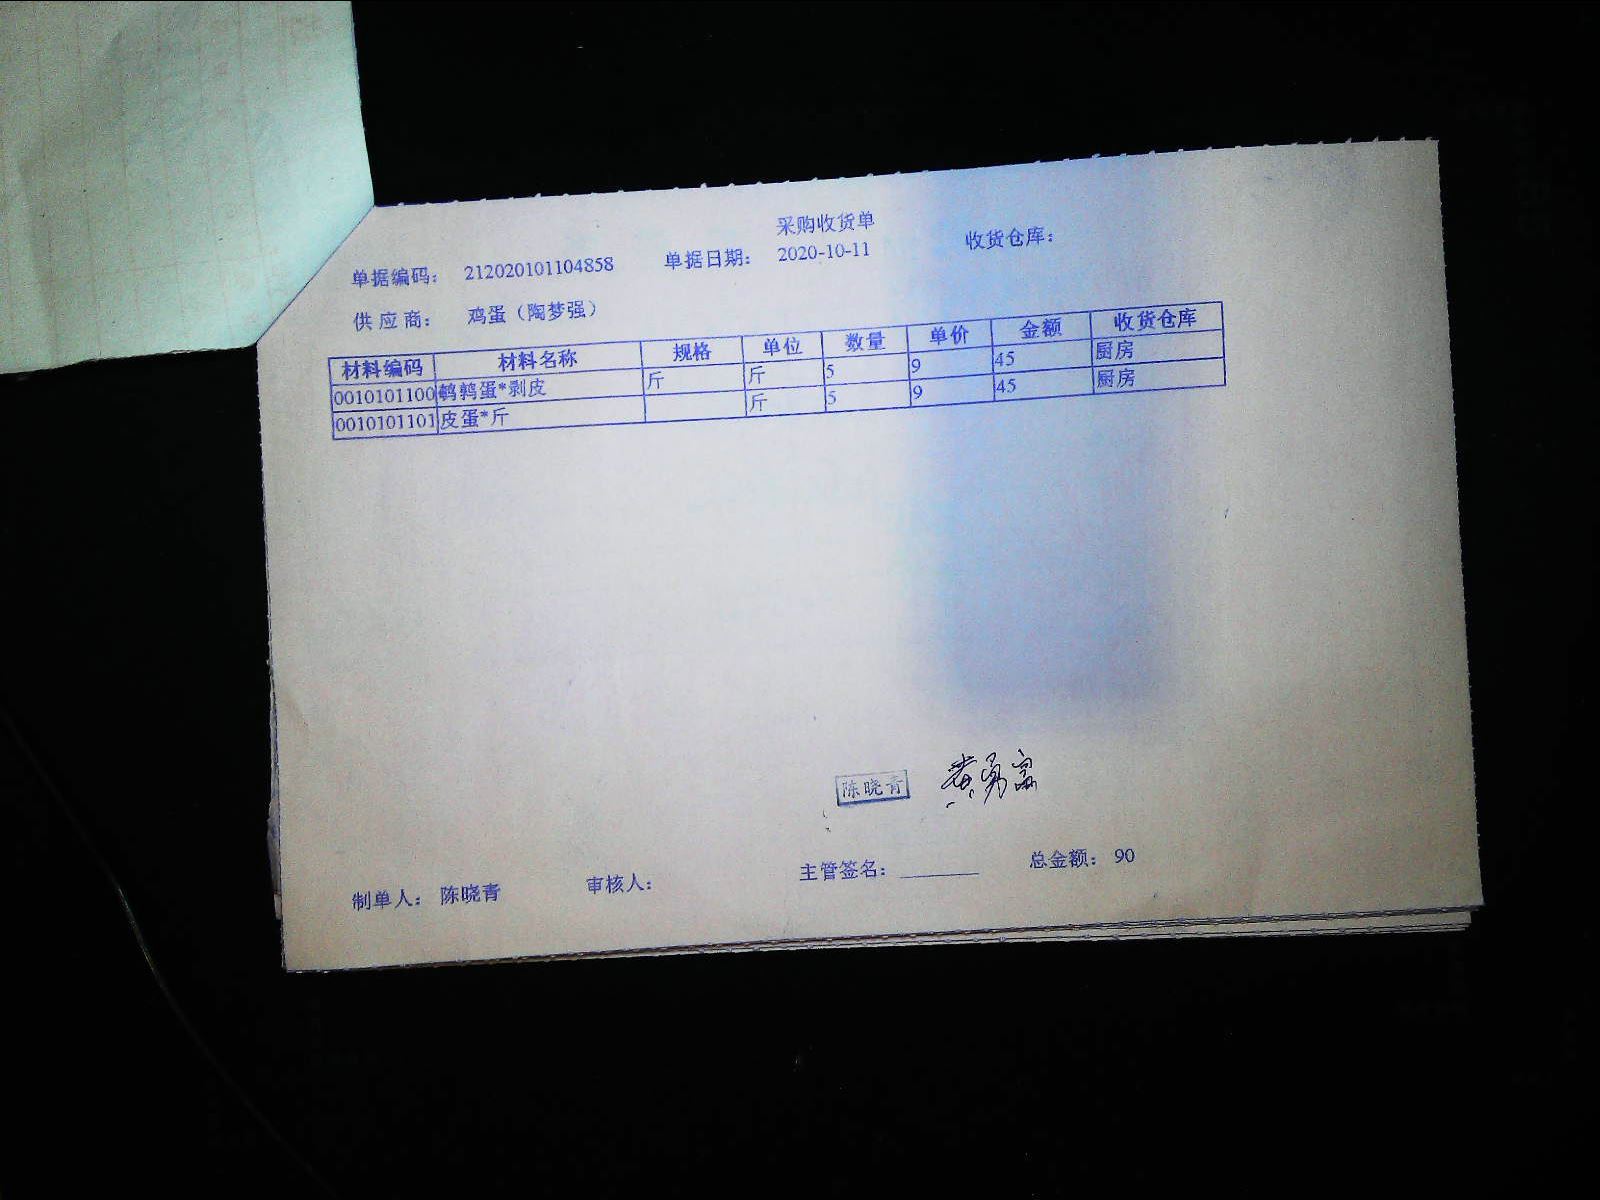 采购收货单
单据编码： 212020101104858 单据日期： 2020-10-11 收货仓库：
供应商： 鸡蛋（陶梦强）
材料编码 材料名称 规格 单位 数量 单价 金额 收货仓库
0010101100 鹌鹑蛋*剥皮 斤 斤 5 9 45 厨房
0010101101 皮蛋*斤 斤 5 9 45 厨房
陈晓青 黄勇富
制单人： 陈晓青 审核人： 主管签名： 总金额： 90